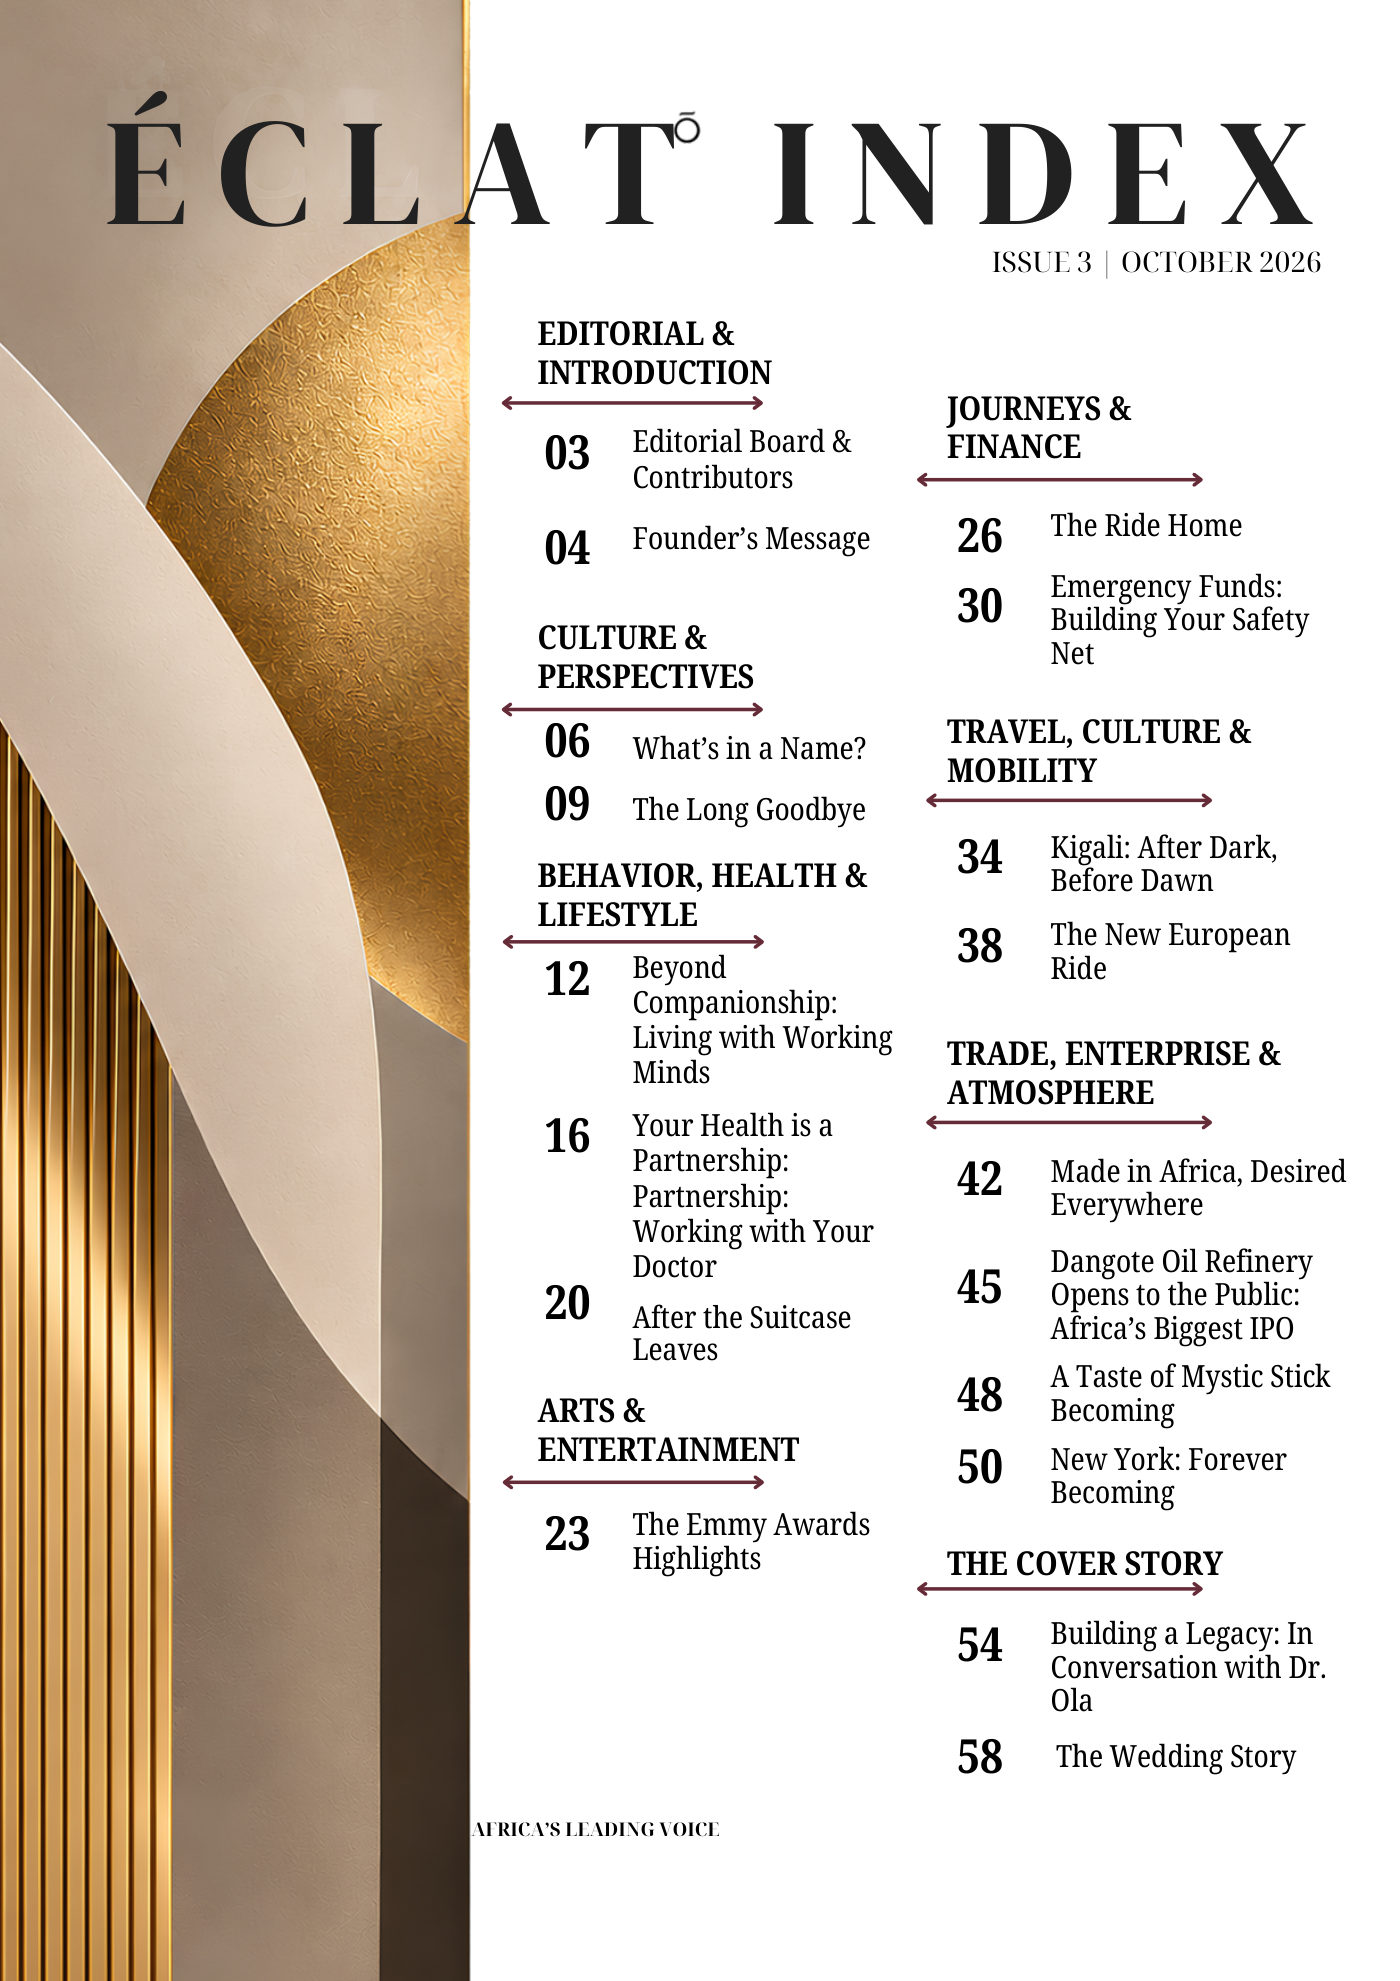 ÉCLATŌ INDEX
ISSUE 3 | OCTOBER 2026
EDITORIAL &
INTRODUCTION
03 Editorial Board &
Contributors
04 Founder’s Message
CULTURE &
PERSPECTIVES
06 What’s in a Name?
09 The Long Goodbye
BEHAVIOR, HEALTH &
LIFESTYLE
12 Beyond
Companionship:
Living with Working
Minds
16 Your Health is a
Partnership:
Partnership:
Working with Your
Doctor
20 After the Suitcase
Leaves
ARTS &
ENTERTAINMENT
23 The Emmy Awards
Highlights
JOURNEYS &
FINANCE
26 The Ride Home
30 Emergency Funds:
Building Your Safety
Net
TRAVEL, CULTURE &
MOBILITY
34 Kigali: After Dark,
Before Dawn
38 The New European
Ride
TRADE, ENTERPRISE &
ATMOSPHERE
42 Made in Africa, Desired
Everywhere
45 Dangote Oil Refinery
Opens to the Public:
Africa’s Biggest IPO
48 A Taste of Mystic Stick
Becoming
50 New York: Forever
Becoming
THE COVER STORY
54 Building a Legacy: In
Conversation with Dr.
Ola
58 The Wedding Story
AFRICA’S LEADING VOICE